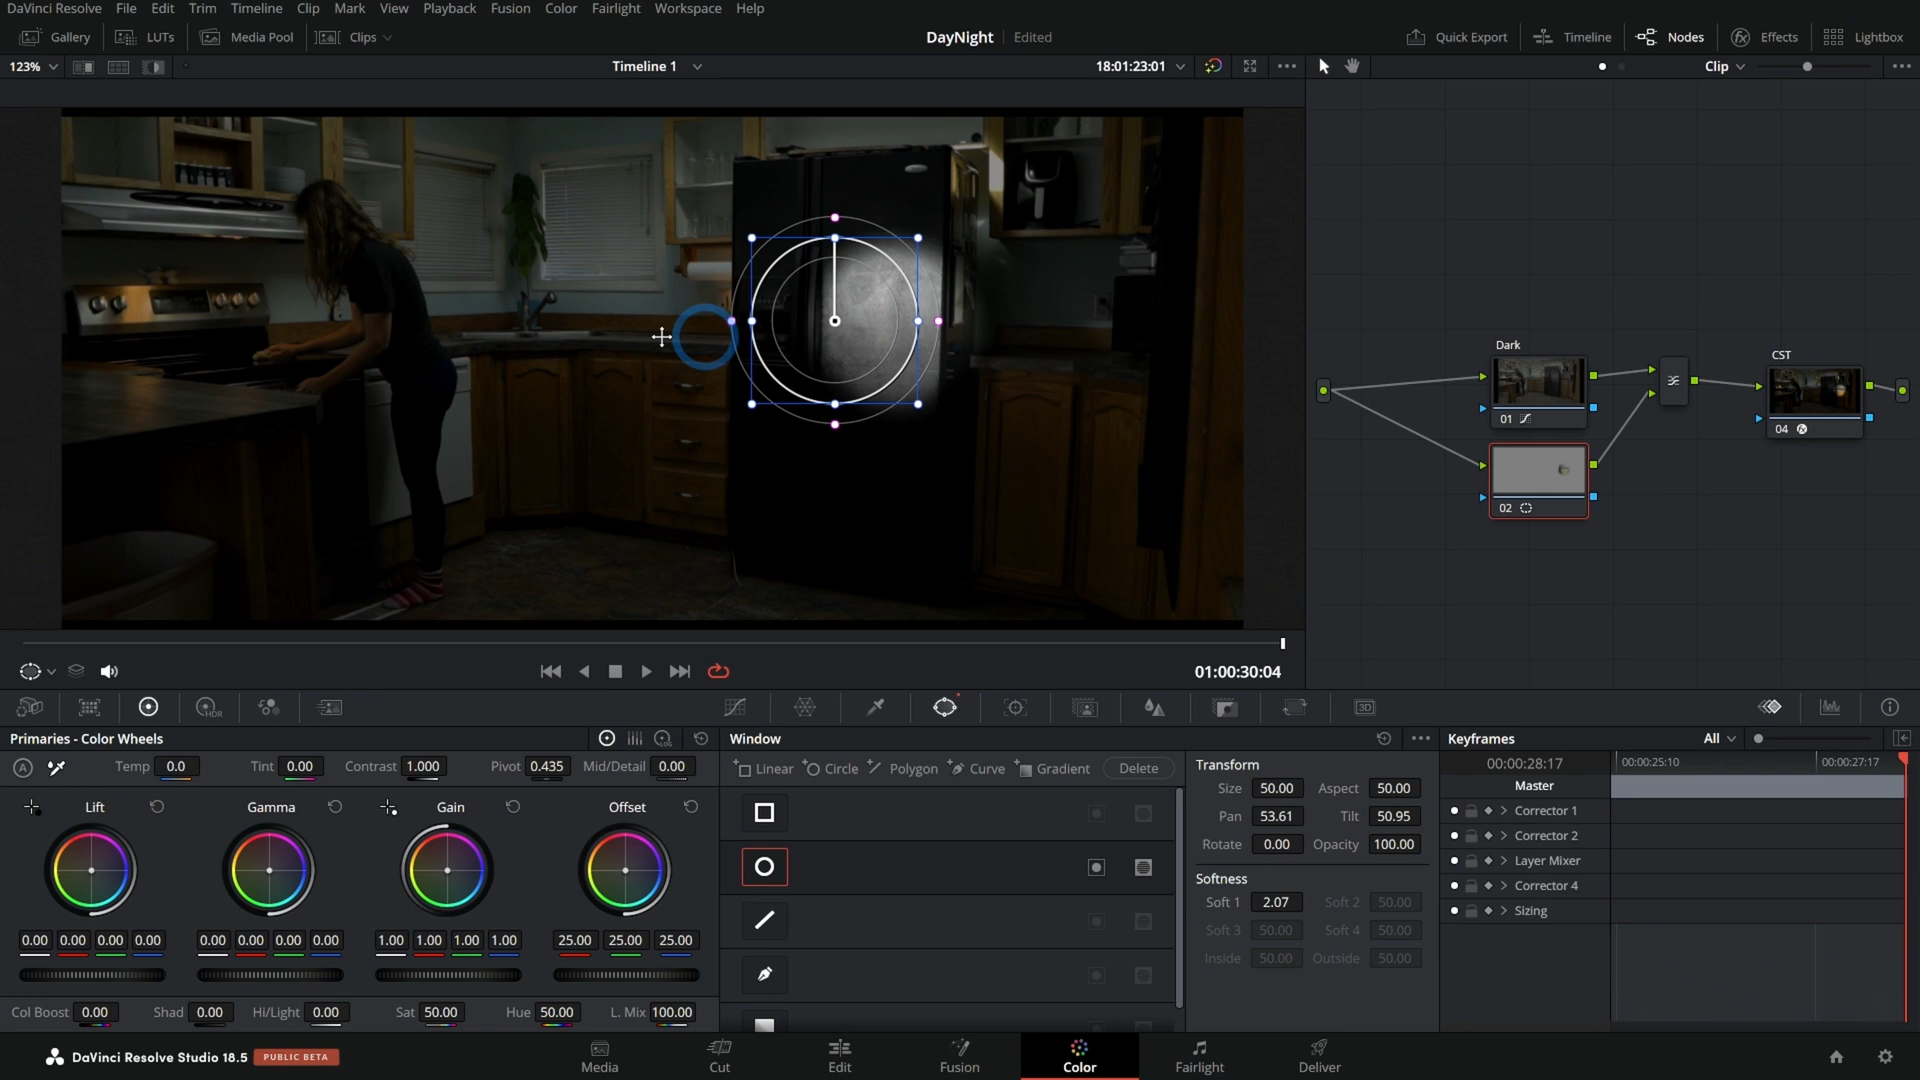 DaVinci Resolve File Edit Trim Timeline Clip Mark View Playback Fusion Color Fairlight Workspace Help
Gallery LUTs Media Pool Clips DayNight Edited Quick Export Timeline Nodes Effects Lightbox
123% Timeline 1 18:01:23:01 Clip
Dark
CST
01
04
02
01:00:30:04
HDR
3D
Primaries - Color Wheels LOG Window Keyframes All
A Temp 0.0 Tint 0.00 Contrast 1.000 Pivot 0.435 Mid/Detail 0.00
Linear Circle Polygon Curve Gradient Delete
Transform
Size 50.00 Aspect 50.00
Pan 53.61 Tilt 50.95
Rotate 0.00 Opacity 100.00
Softness
Soft 1 2.07 Soft 2 50.00
Soft 3 50.00 Soft 4 50.00
Inside 50.00 Outside 50.00
00:00:28:17 00:00:25:10 00:00:27:17
Master
Corrector 1
Corrector 2
Layer Mixer
Corrector 4
Sizing
Lift Gamma Gain Offset
0.00 0.00 0.00 0.00 0.00 0.00 0.00 0.00 1.00 1.00 1.00 1.00 25.00 25.00 25.00
Col Boost 0.00 Shad 0.00 Hi/Light 0.00 Sat 50.00 Hue 50.00 L. Mix 100.00
DaVinci Resolve Studio 18.5 PUBLIC BETA
Media Cut Edit Fusion Color Fairlight Deliver